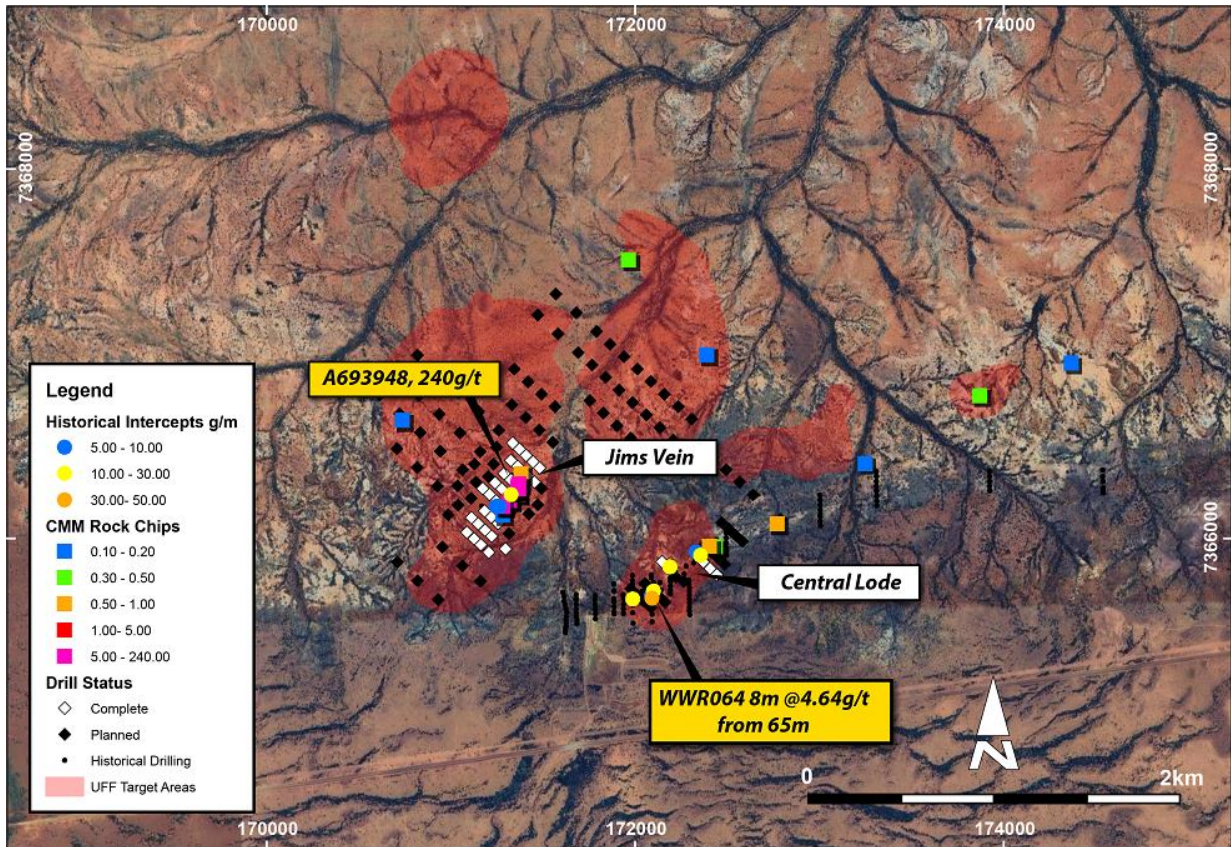 170000
172000
174000
7368000
7368000
A693948, 240g/t
Jims Vein
Legend
Historical Intercepts g/m
5.00 - 10.00
10.00 - 30.00
30.00- 50.00
CMM Rock Chips
0.10 - 0.20
0.30 - 0.50
0.50 - 1.00
1.00- 5.00
5.00 - 240.00
Drill Status
Complete
Planned
Historical Drilling
UFF Target Areas
7366000
7366000
Central Lode
WWR064 8m @4.64g/t
from 65m
N
0
2km
170000
172000
174000